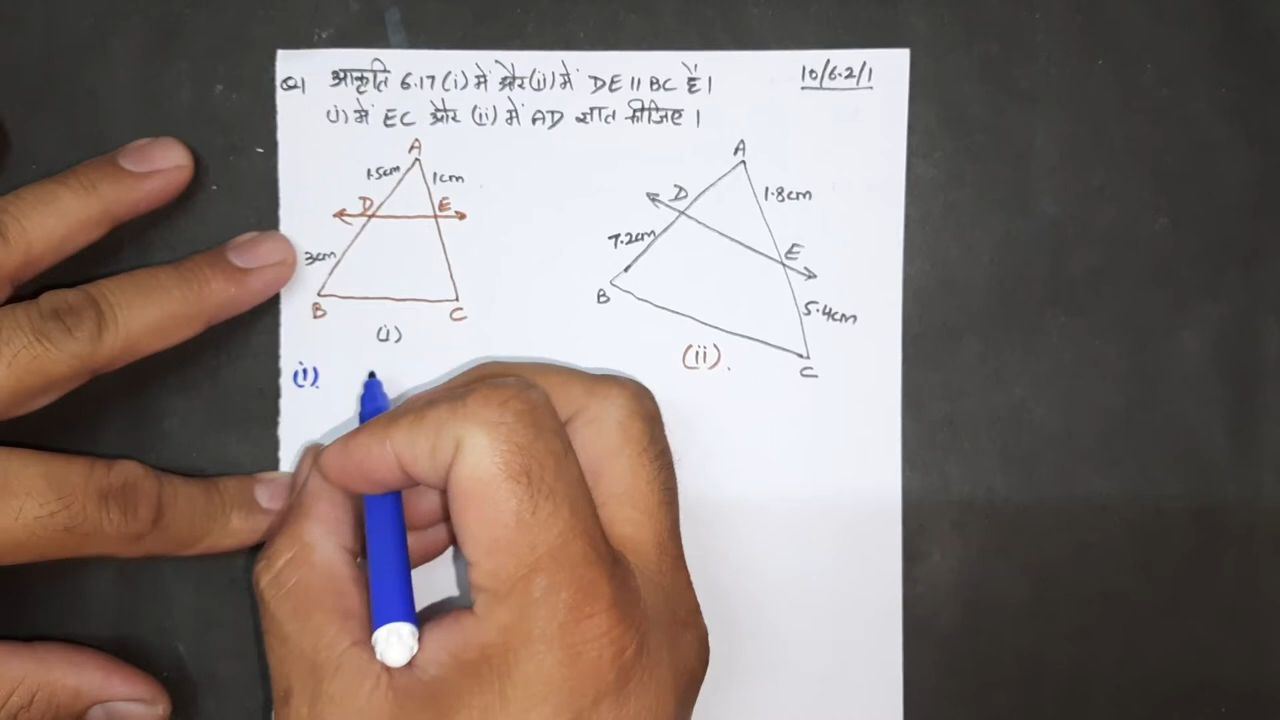 Q1 आकृति 6.17 (i) में और (ii) में DE || BC है।
10/6.2/1
(i) में EC और (ii) में AD ज्ञात कीजिए।
A
1.5cm 1cm
D E
3cm
B C
(i)
A
D 1.8cm
7.2cm E
B 5.4cm
(ii).
C
(i).